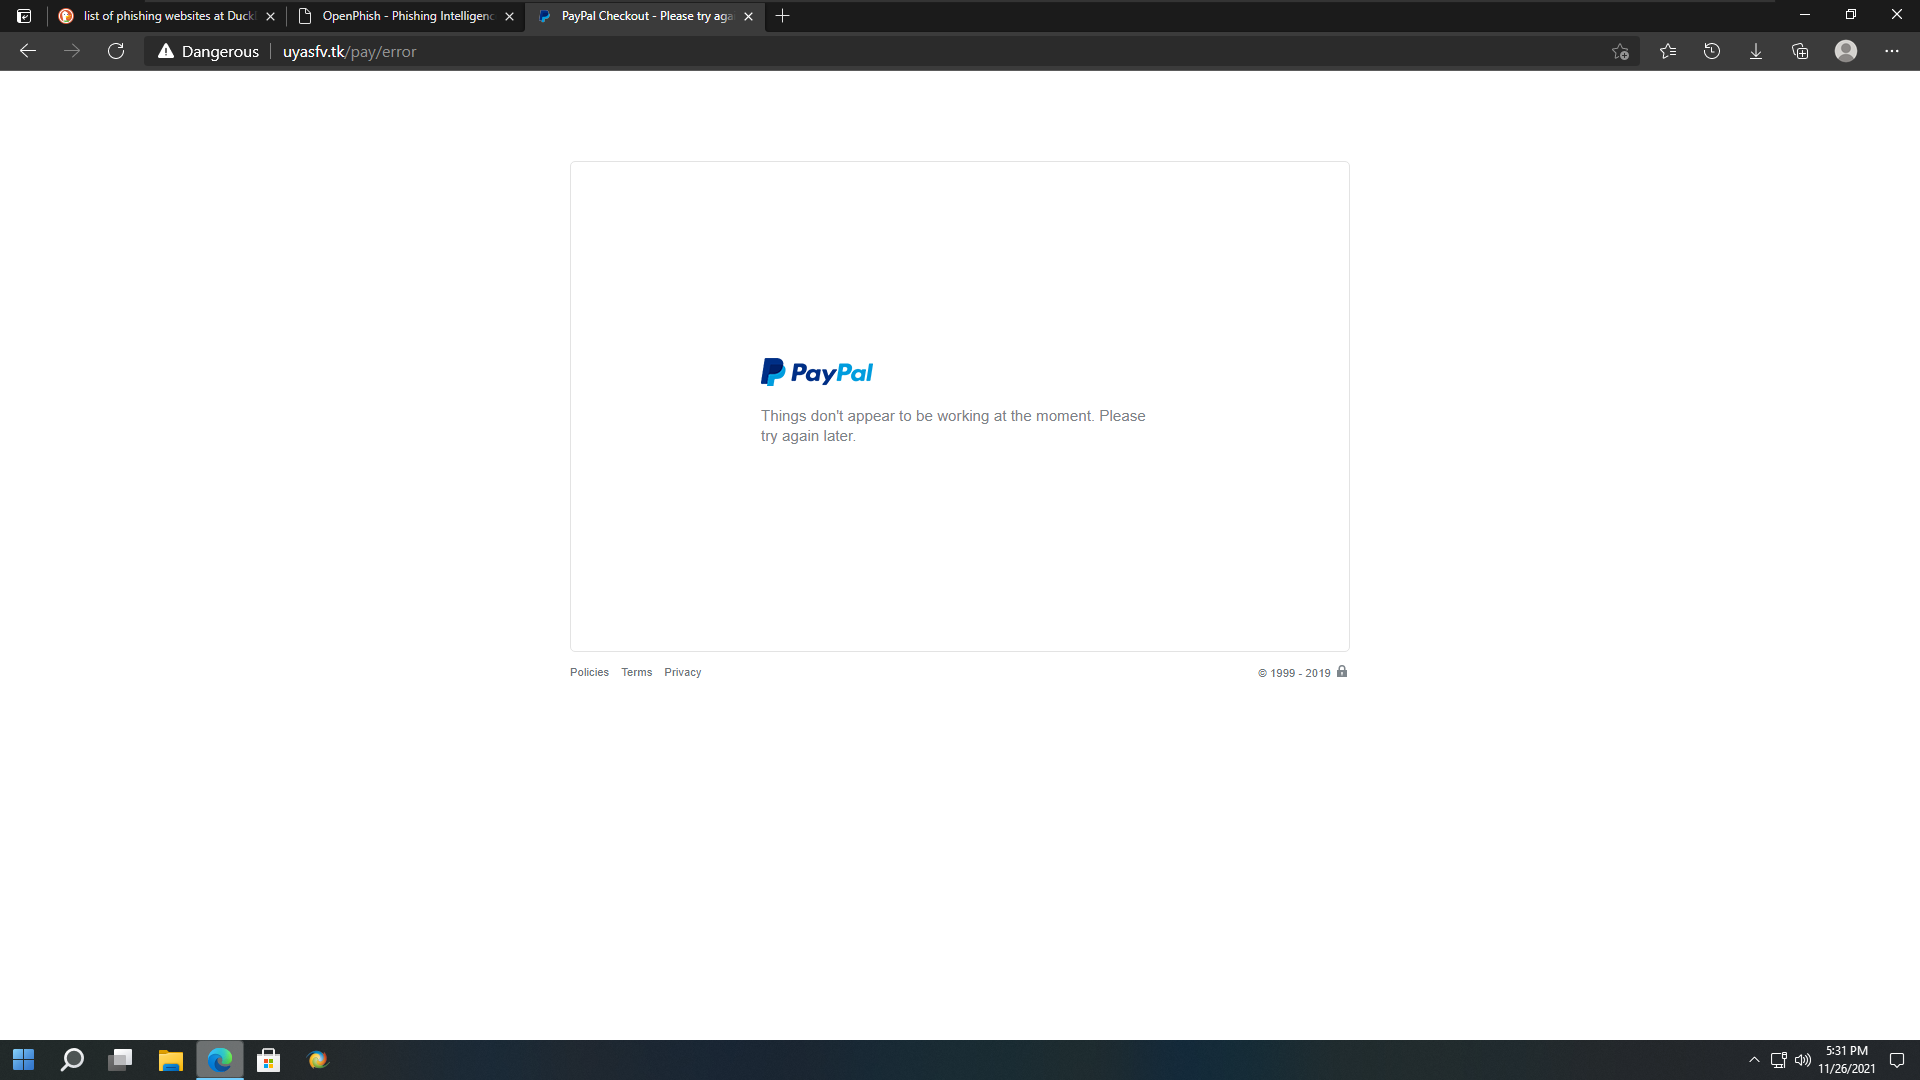 list of phishing websites at Duck
OpenPhish - Phishing Intelligenc
PayPal Checkout - Please try aga
Dangerous
uyasfv.tk/pay/error
PayPal
Things don't appear to be working at the moment. Please
try again later.
Policies Terms Privacy
© 1999 - 2019
5:31 PM
11/26/2021